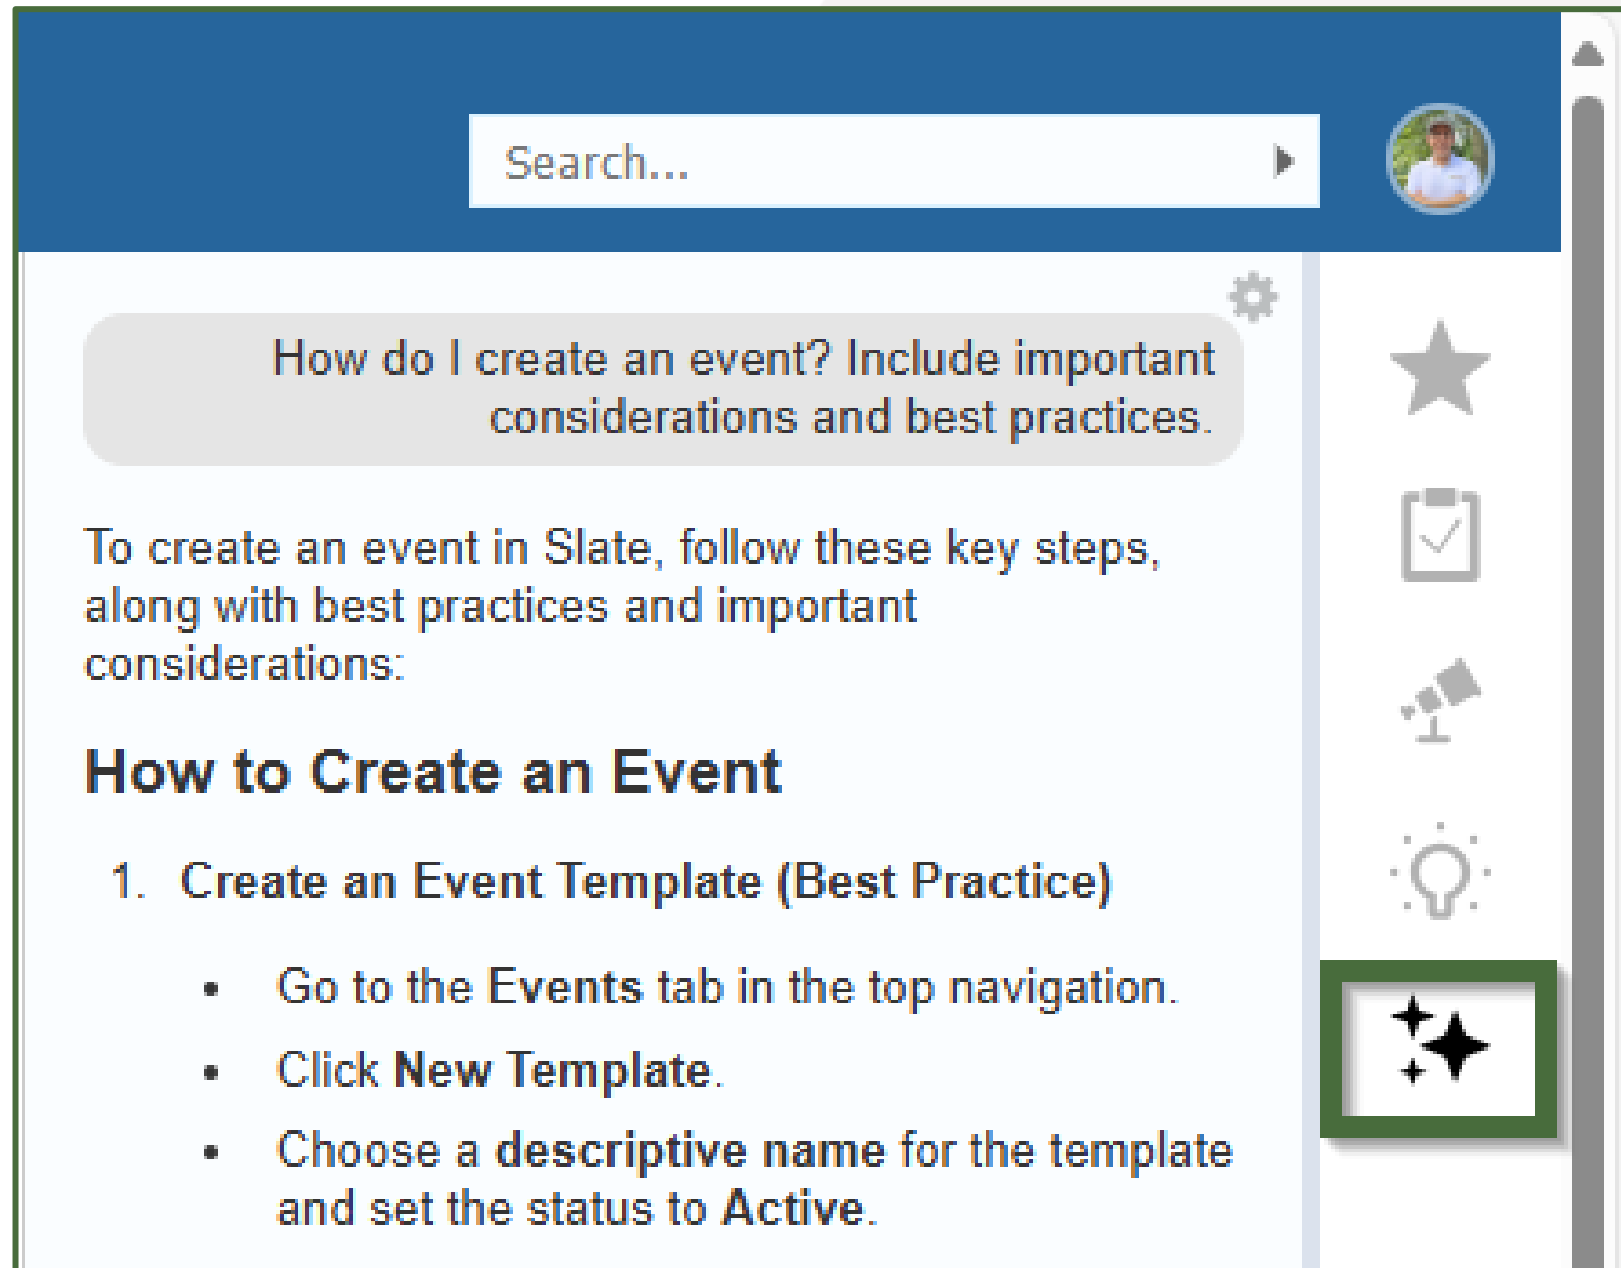 Search...
How do I create an event? Include important
considerations and best practices.
To create an event in Slate, follow these key steps,
along with best practices and important
considerations:
How to Create an Event
1. Create an Event Template (Best Practice)
• Go to the Events tab in the top navigation.
• Click New Template.
• Choose a descriptive name for the template
and set the status to Active.